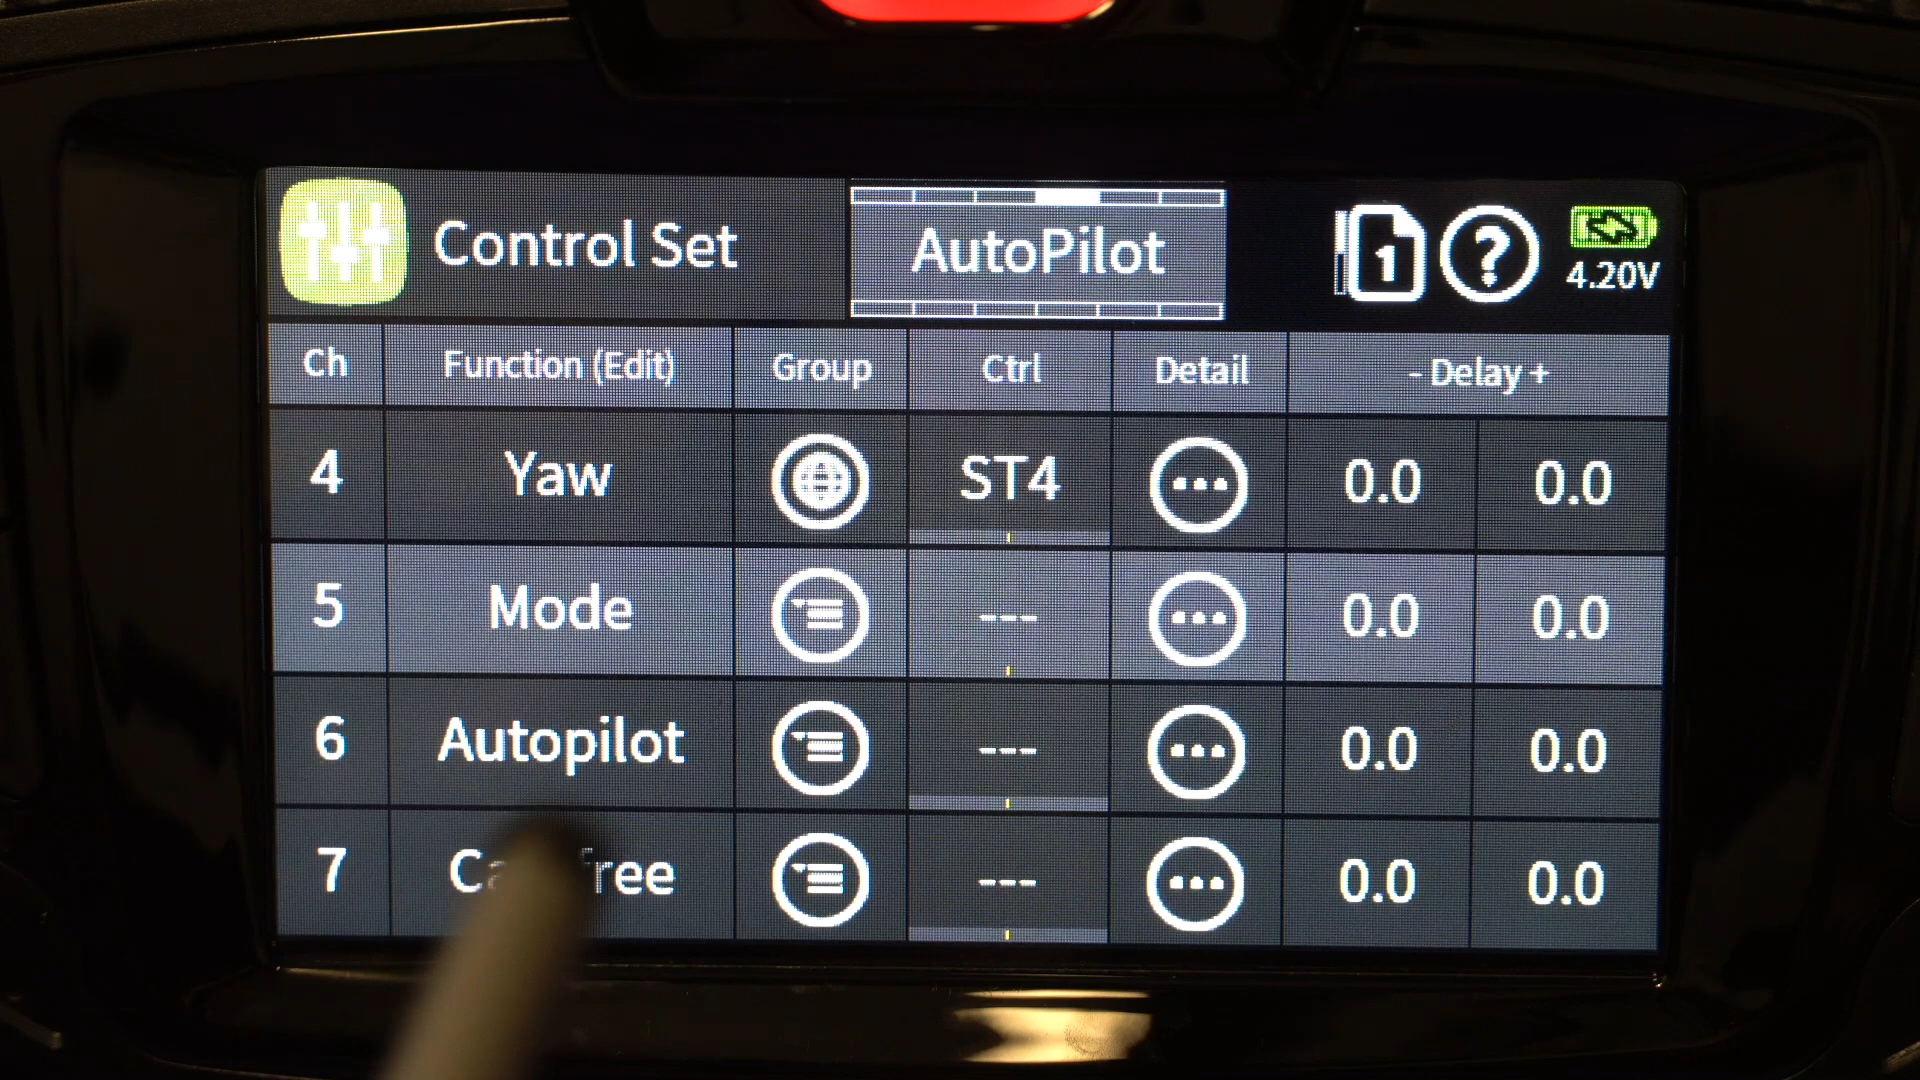 Control Set
AutoPilot
1
?
4.20V
Ch Function (Edit) Group Ctrl Detail - Delay +
4 Yaw ST4 0.0 0.0
5 Mode --- 0.0 0.0
6 Autopilot --- 0.0 0.0
7 --- 0.0 0.0